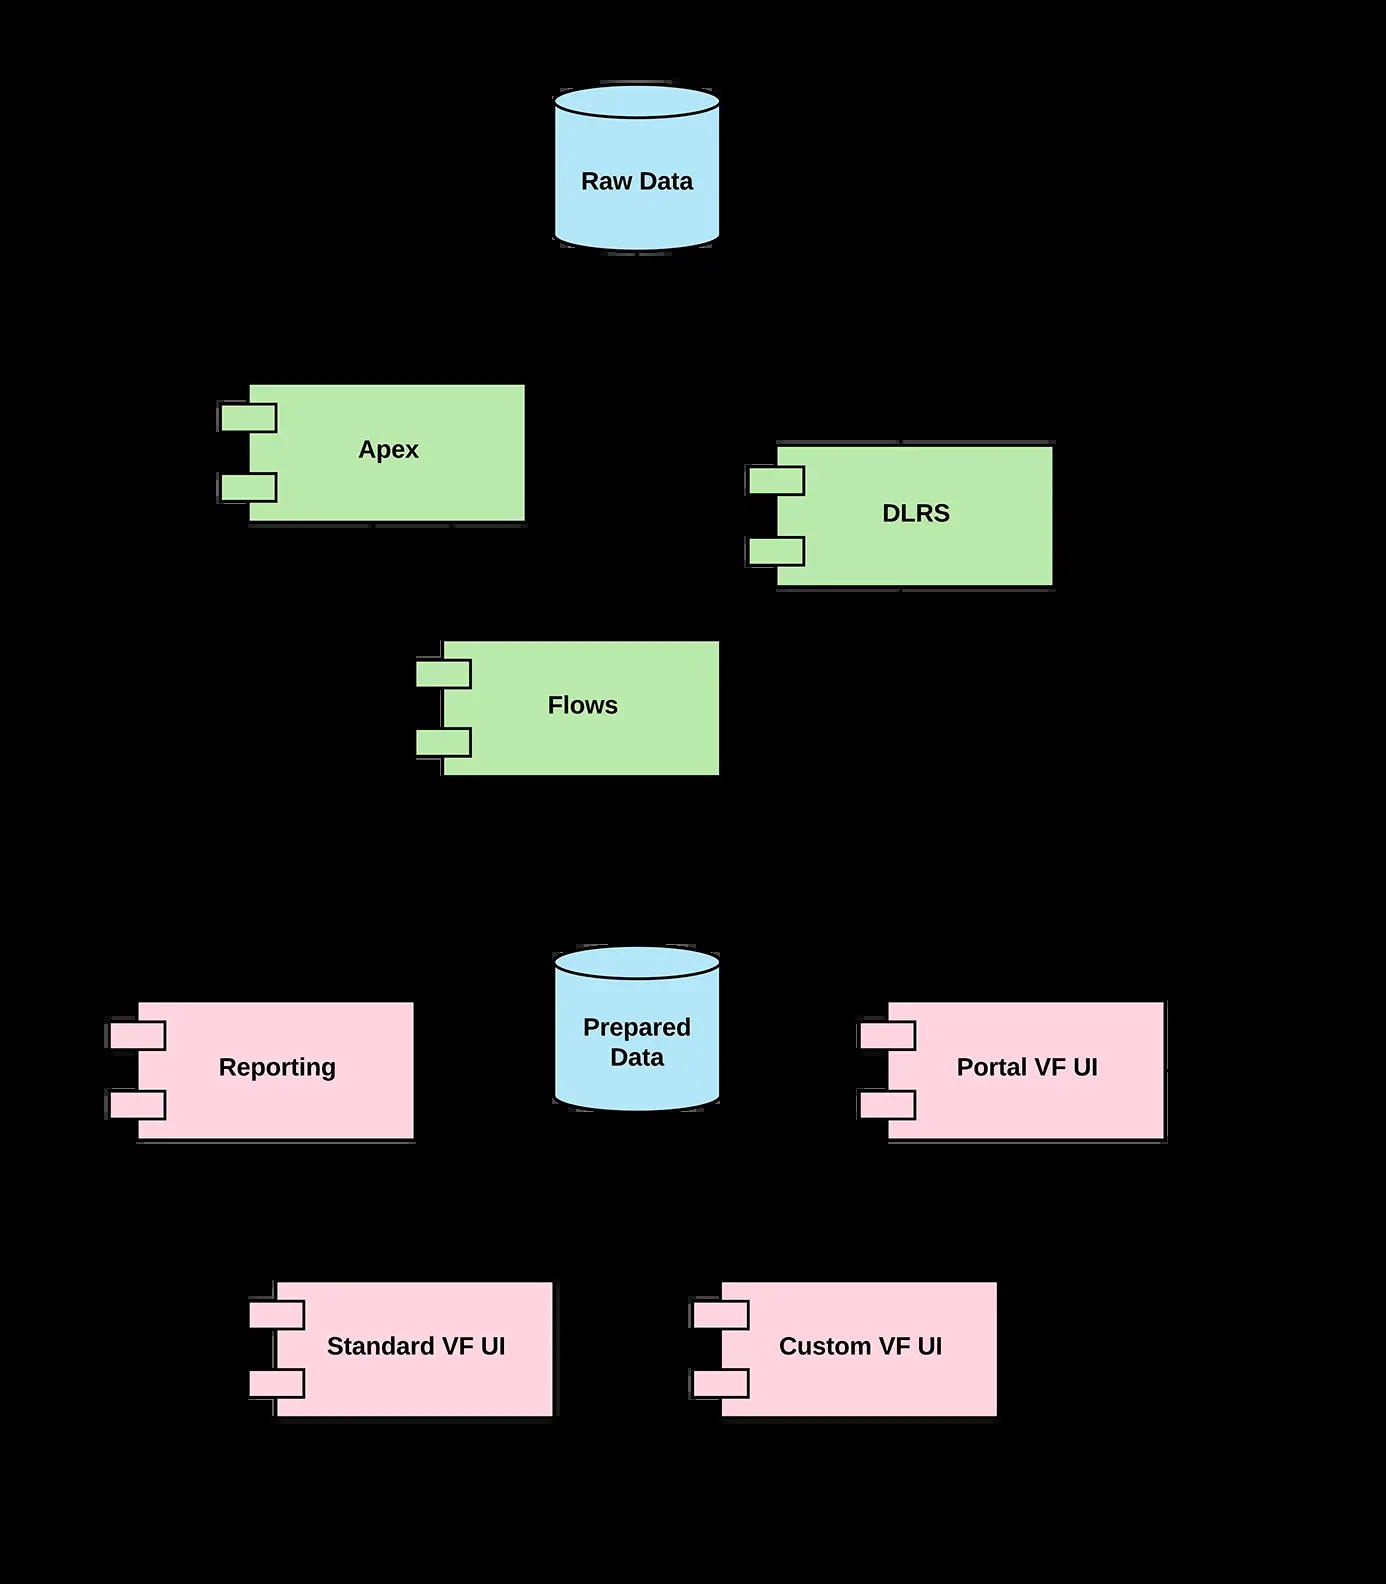 Raw Data
Apex
DLRS
Flows
Prepared
Data
Reporting
Portal VF UI
Standard VF UI
Custom VF UI